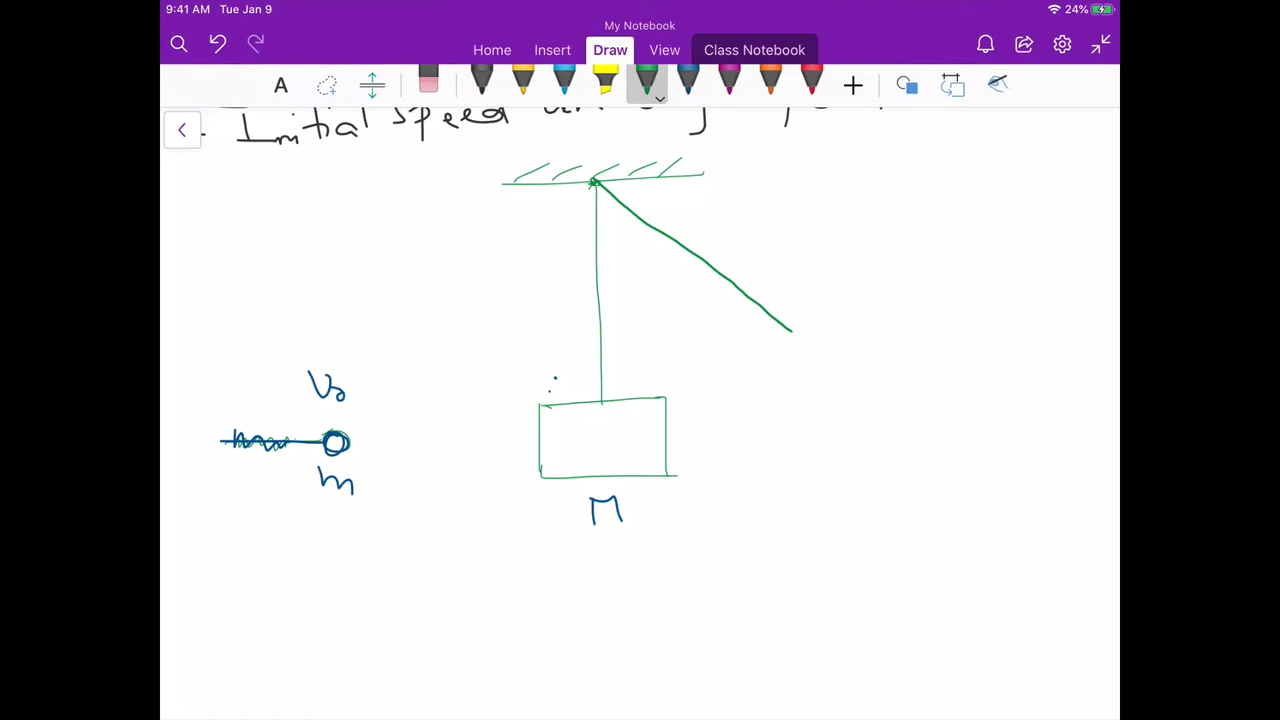 9:41 AM Tue Jan 9
24%
My Notebook
Home Insert Draw View Class Notebook
A
Initial speed
V₀
m
M